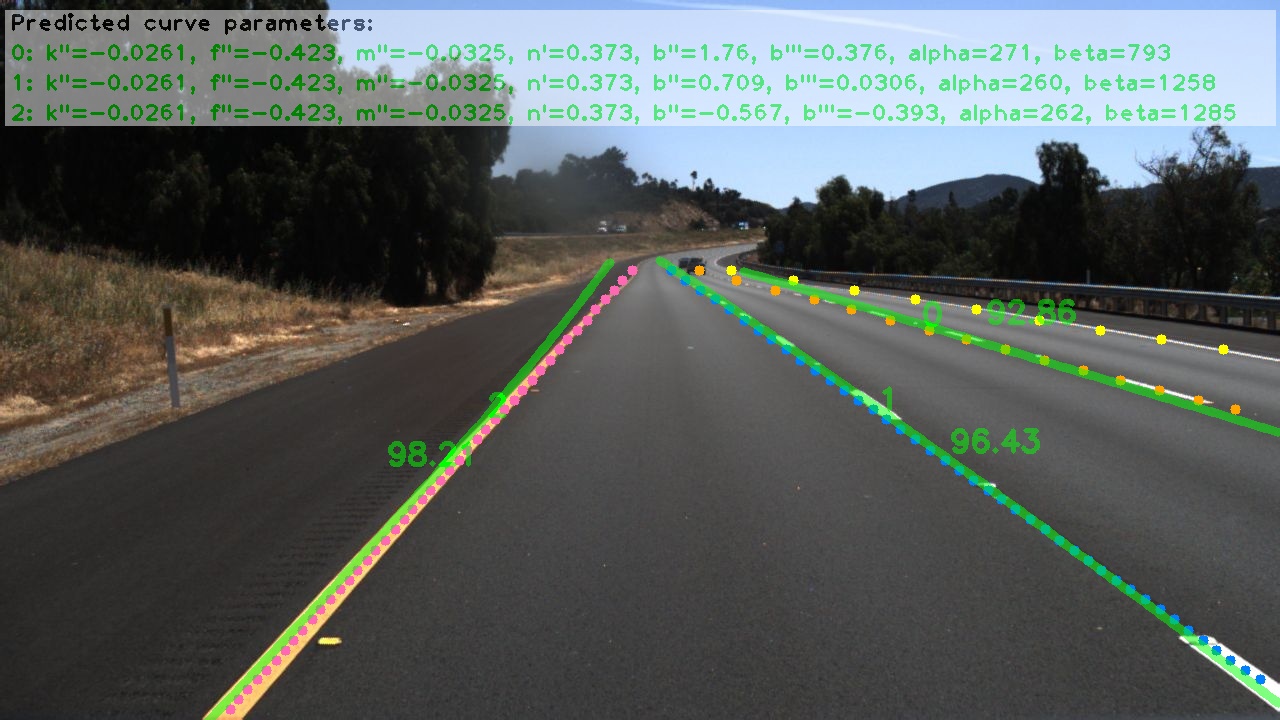 Predicted curve parameters:
0: k''=-0.0261, f''=-0.423, m''=-0.0325, n'=0.373, b''=1.76, b'''=0.376, alpha=271, beta=793
1: k''=-0.0261, f''=-0.423, m''=-0.0325, n'=0.373, b''=0.709, b'''=0.0306, alpha=260, beta=1258
2: k''=-0.0261, f''=-0.423, m''=-0.0325, n'=0.373, b''=-0.567, b'''=-0.393, alpha=262, beta=1285
0 92.86
2 1
98.21 96.43